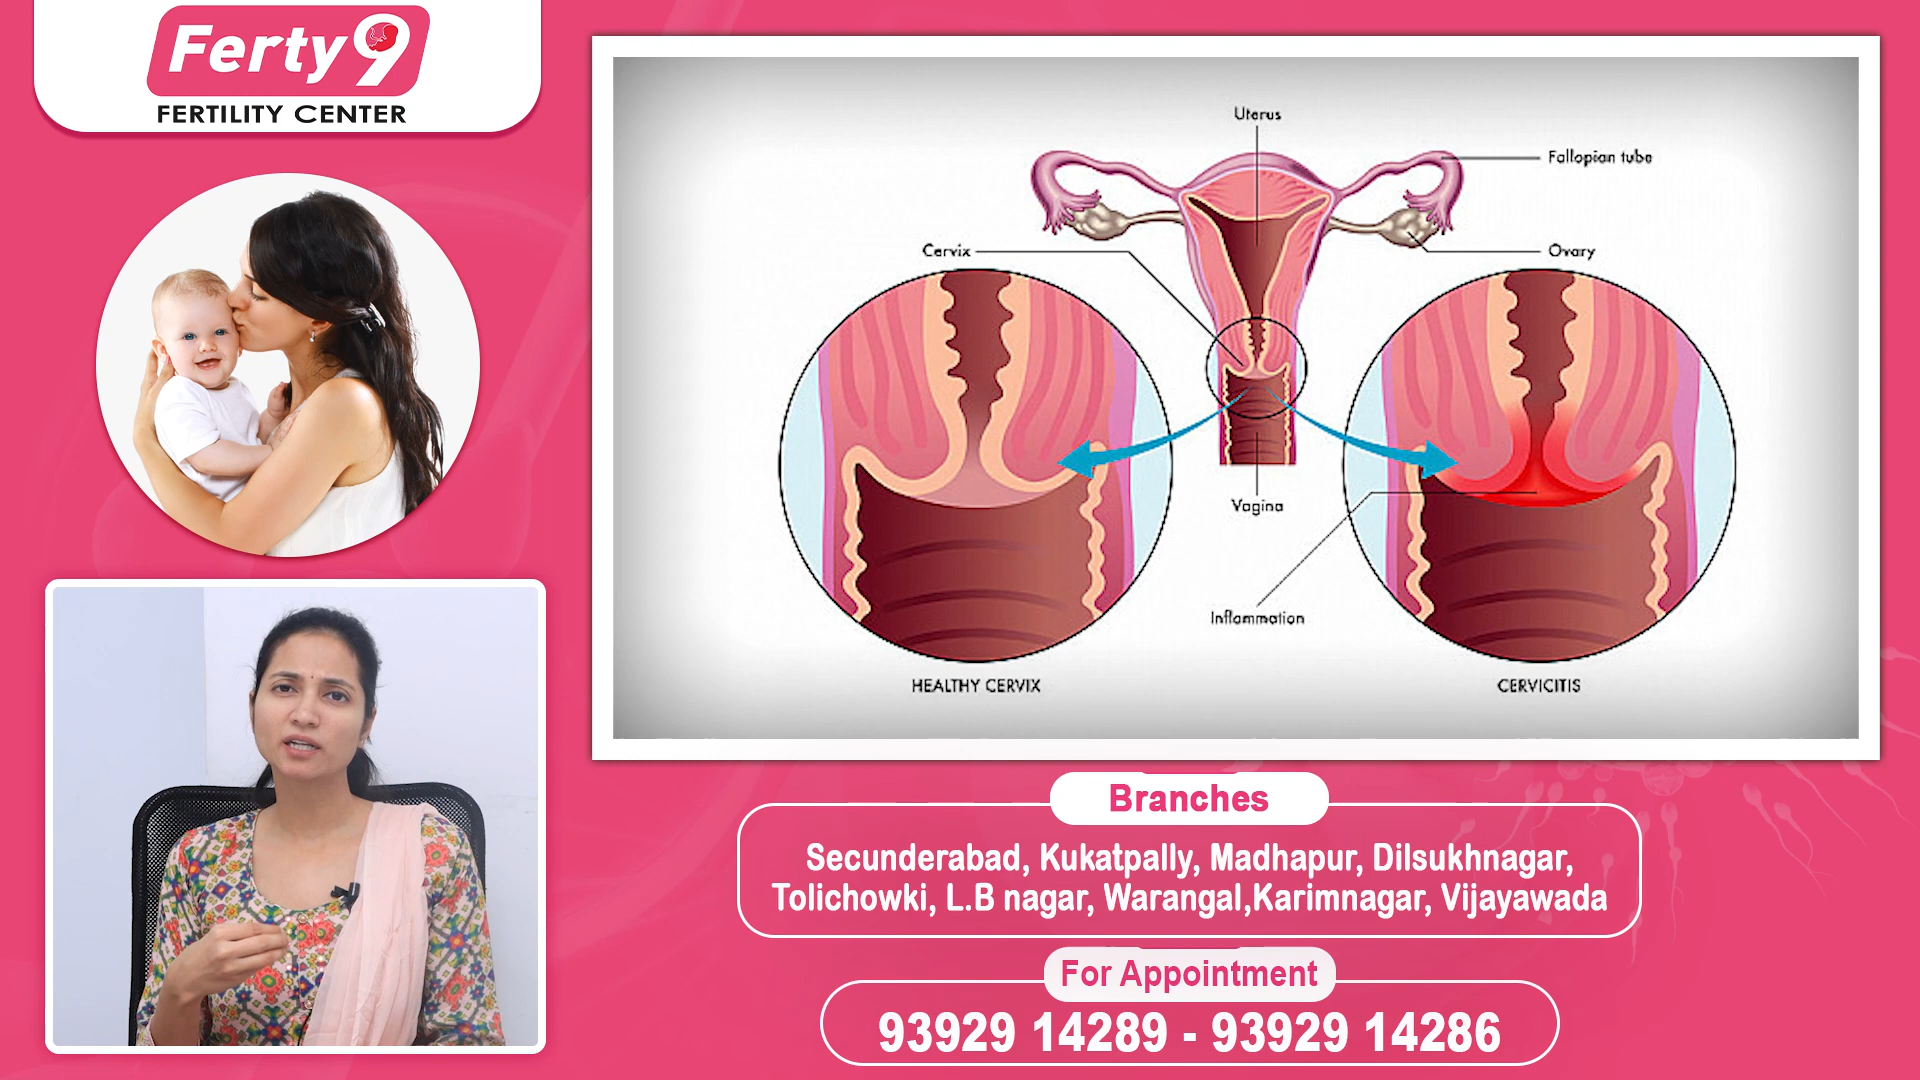 Ferty9
FERTILITY CENTER
Uterus
Fallopian tube
Cervix
Ovary
Vagina
Inflammation
HEALTHY CERVIX
CERVICITIS
Branches
Secunderabad, Kukatpally, Madhapur, Dilsukhnagar,
Tolichowki, L.B nagar, Warangal,Karimnagar, Vijayawada
For Appointment
93929 14289 - 93929 14286